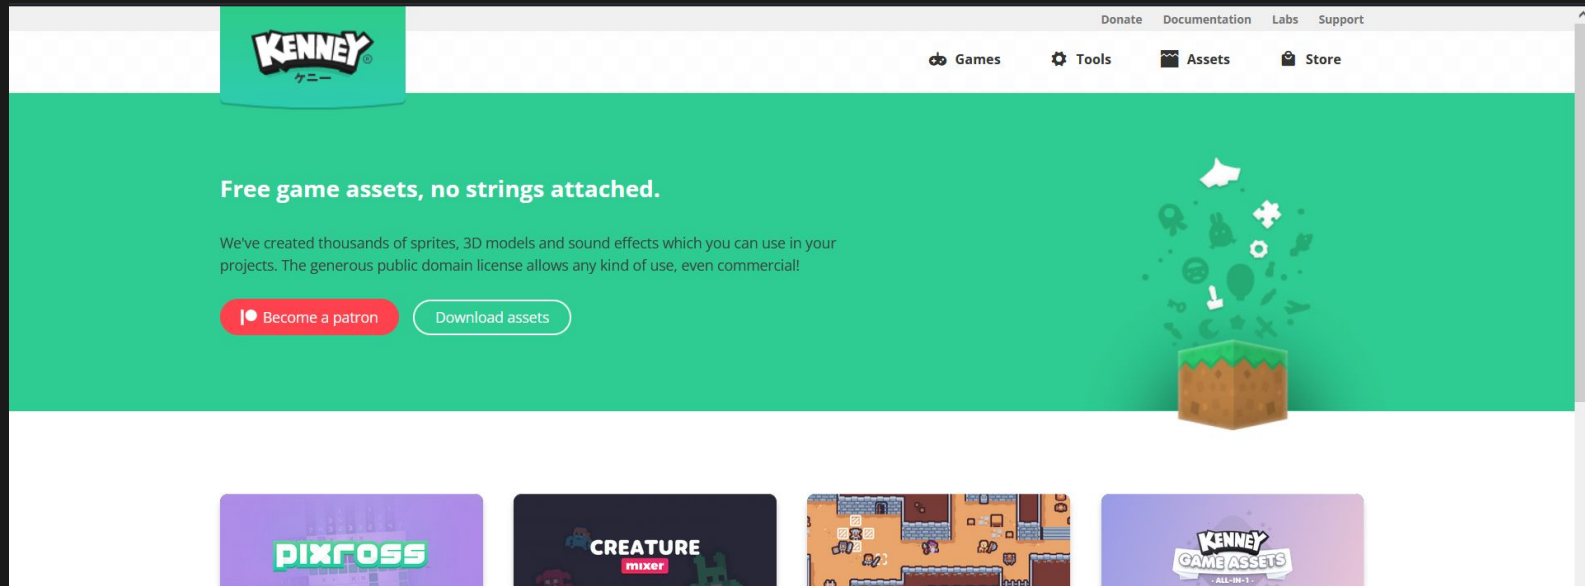 Donate Documentation Labs Support
KENNEY®
ケニー
Games Tools Assets Store
Free game assets, no strings attached.
We've created thousands of sprites, 3D models and sound effects which you can use in your
projects. The generous public domain license allows any kind of use, even commercial!
Become a patron Download assets
PIXROSS
CREATURE
mixer
KENNEY
GAME ASSETS
· ALL-IN-1 ·